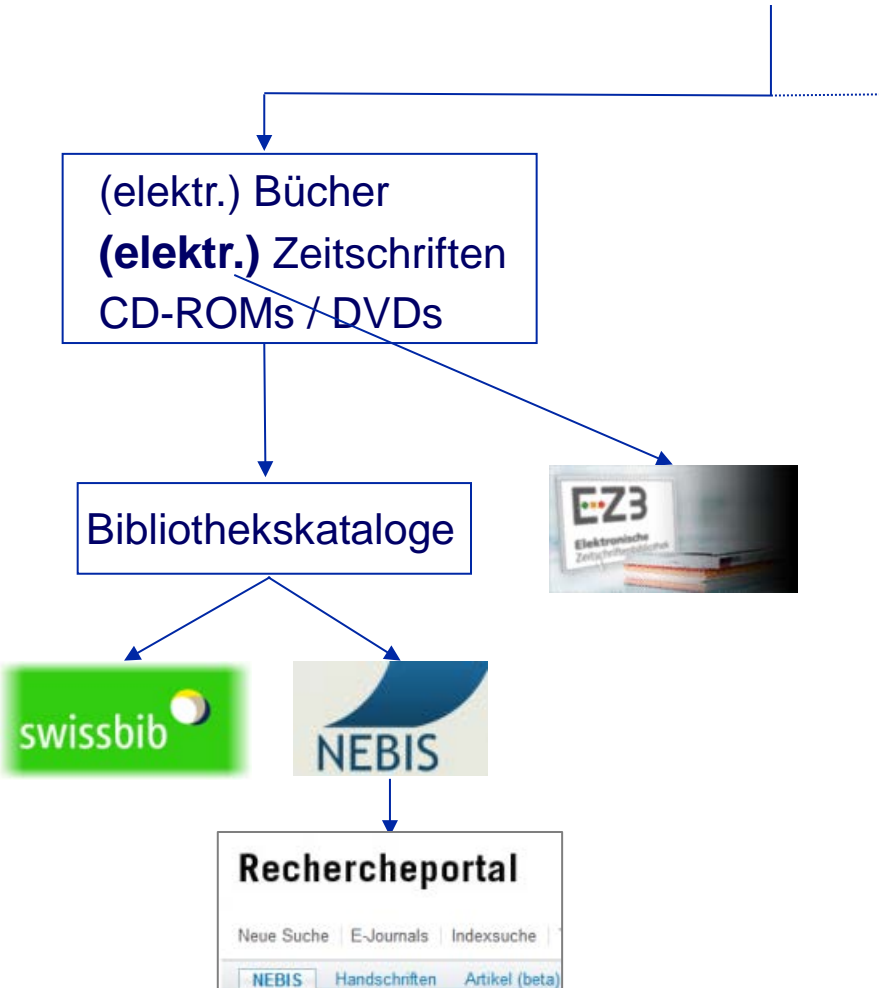 (elektr.) Bücher
(elektr.) Zeitschriften
CD-ROMs / DVDs
Bibliothekskataloge
EZB
Elektronische
Zeitschriftenbibliothek
swissbib
NEBIS
Rechercheportal
Neue Suche E-Journals Indexsuche
NEBIS Handschriften Artikel (beta)